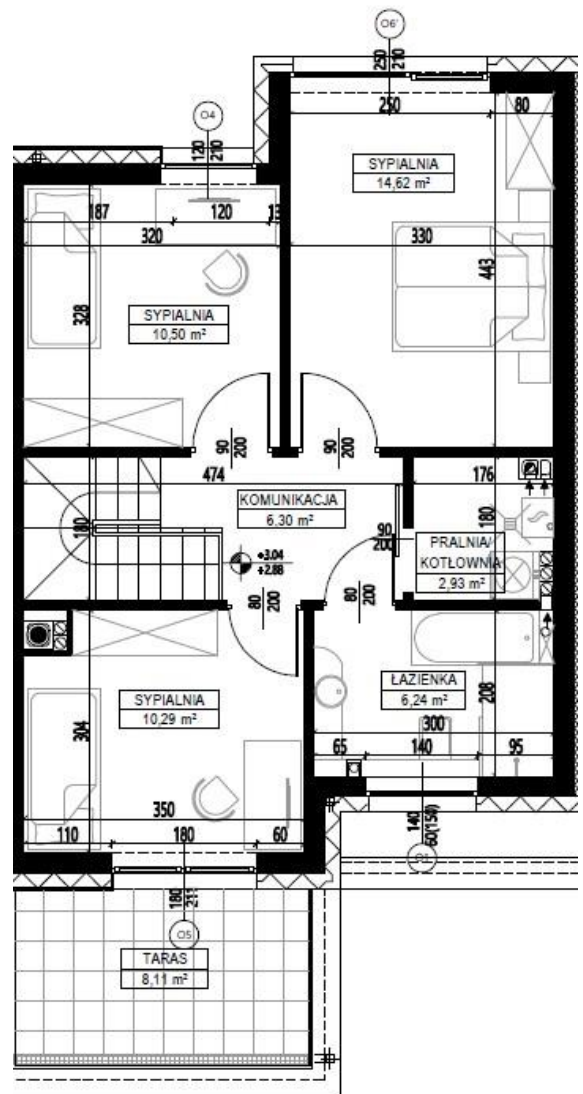 O6'
250
210
O4
120
210
250
80
SYPIALNIA
14,62 m²
187
120
13
320
330
443
328
SYPIALNIA
10,50 m²
90
200
90
200
474
176
KOMUNIKACJA
6,30 m²
180
180
90
200
PRALNIA/
KOTŁOWNIA
2,93 m²
+3.04
+2.88
80
200
80
200
SYPIALNIA
10,29 m²
ŁAZIENKA
6,24 m²
208
304
300
65
140
95
350
110
180
60
140
60(150)
180
211
O5
TARAS
8,11 m²